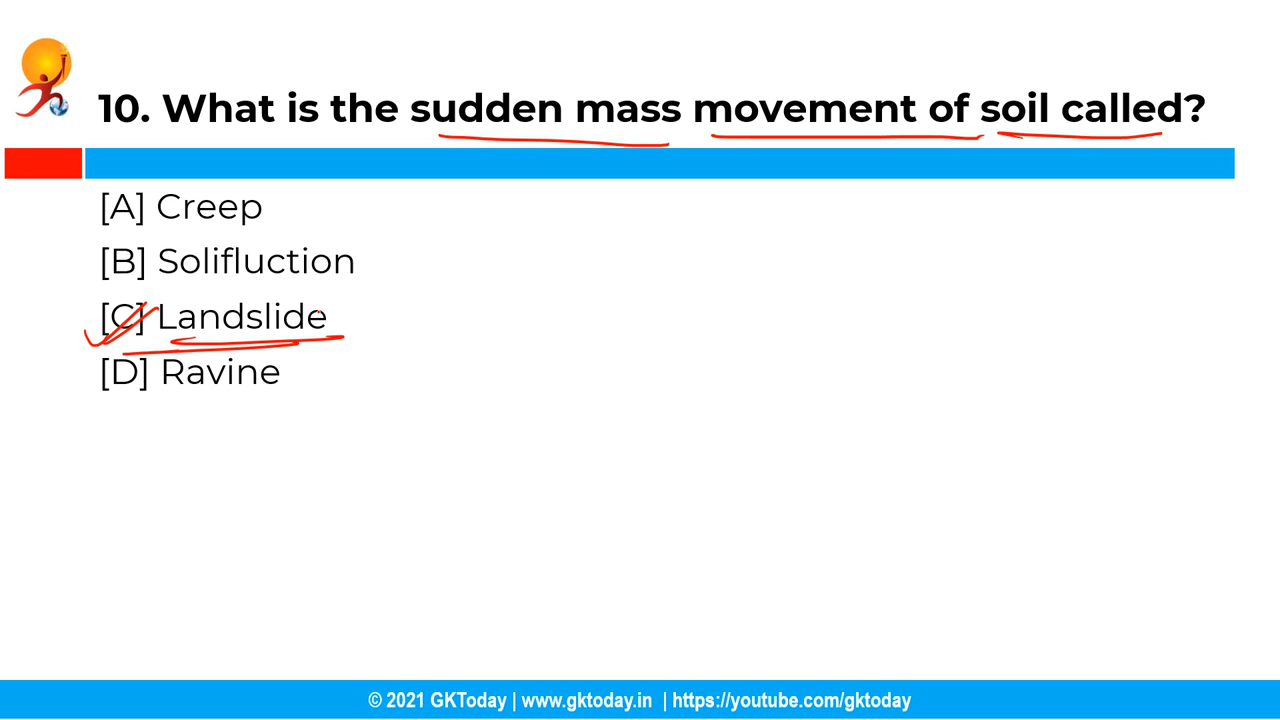 10. What is the sudden mass movement of soil called?
[A] Creep
[B] Solifluction
[C] Landslide
[D] Ravine
© 2021 GKToday | www.gktoday.in | https://youtube.com/gktoday